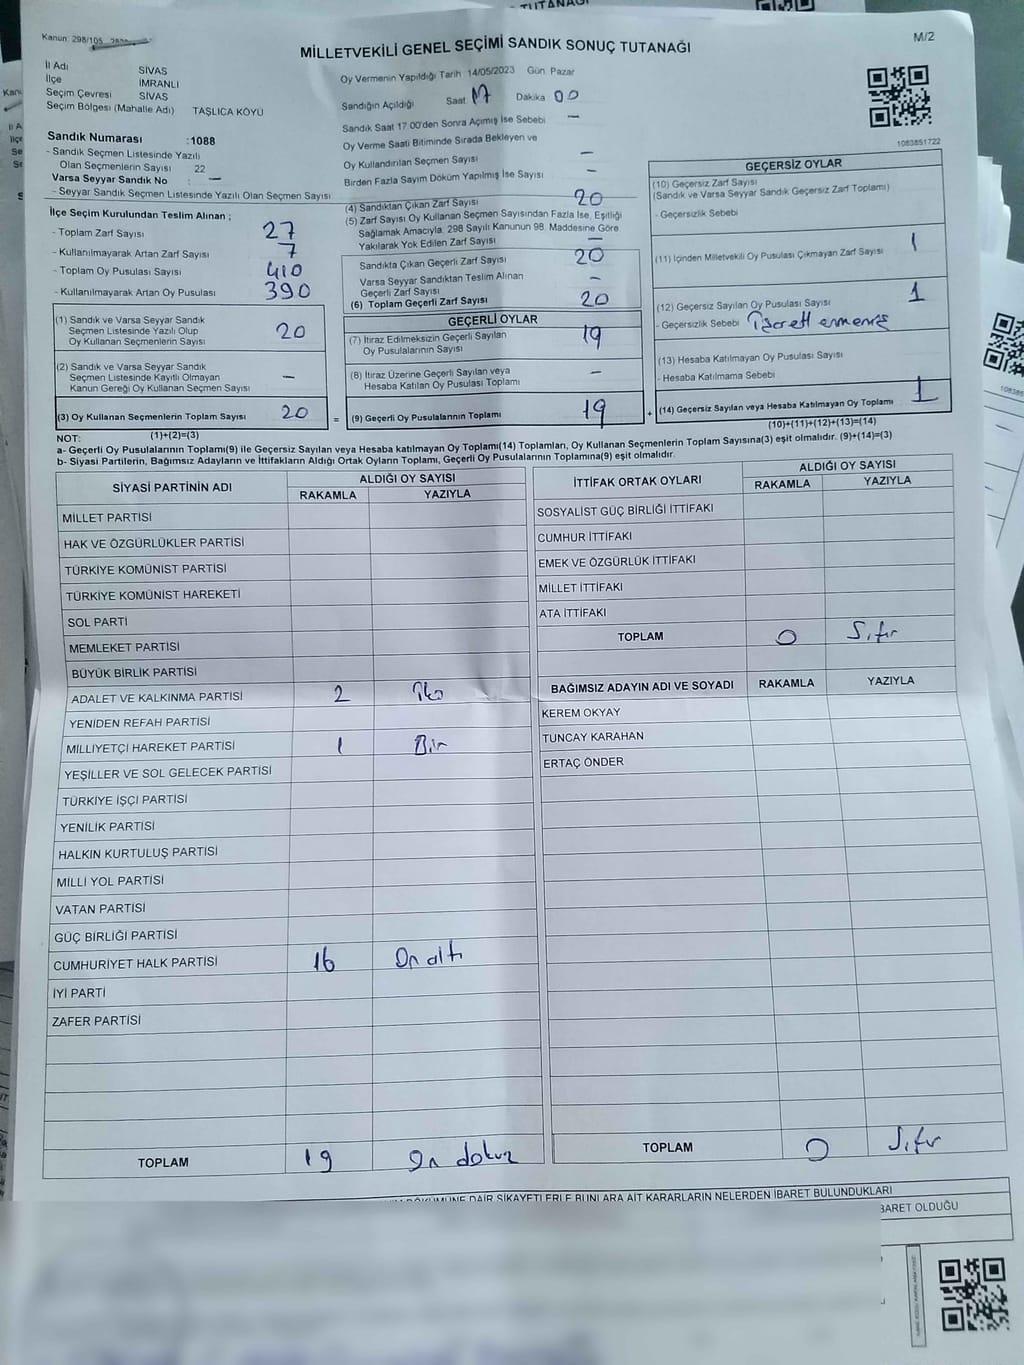 TUTANAĞI
Kanun: 298/105
MİLLETVEKİLİ GENEL SEÇİMİ SANDIK SONUÇ TUTANAĞI
M/2
İl Adı SİVAS
İlçe İMRANLI
Seçim Çevresi SİVAS
Seçim Bölgesi (Mahalle Adı) TAŞLICA KÖYÜ
Sandık Numarası :1088
- Sandık Seçmen Listesinde Yazılı
Olan Seçmenlerin Sayısı 22
Varsa Seyyar Sandık No : —
- Seyyar Sandık Seçmen Listesinde Yazılı Olan Seçmen Sayısı
Oy Vermenin Yapıldığı Tarih 14/05/2023 Gün Pazar
Sandığın Açıldığı Saat 17 Dakika 00
Sandık Saat 17.00'den Sonra Açımış İse Sebebi —
Oy Verme Saati Bitiminde Sırada Bekleyen ve
Oy Kullandırılan Seçmen Sayısı —
Birden Fazla Sayım Döküm Yapılmış İse Sayısı —
1083851722
İlçe Seçim Kurulundan Teslim Alınan ;
- Toplam Zarf Sayısı 27
- Kullanılmayarak Artan Zarf Sayısı 7
- Toplam Oy Pusulası Sayısı 410
- Kullanılmayarak Artan Oy Pusulası 390
(4) Sandıktan Çıkan Zarf Sayısı 20
(5) Zarf Sayısı Oy Kullanan Seçmen Sayısından Fazla İse, Eşitliği
Sağlamak Amacıyla, 298 Sayılı Kanunun 98. Maddesine Göre
Yakılarak Yok Edilen Zarf Sayısı —
Sandıkta Çıkan Geçerli Zarf Sayısı 20
Varsa Seyyar Sandıktan Teslim Alınan
Geçerli Zarf Sayısı —
(6) Toplam Geçerli Zarf Sayısı 20
GEÇERSİZ OYLAR
(10) Geçersiz Zarf Sayısı
(Sandık ve Varsa Seyyar Sandık Geçersiz Zarf Toplamı)
- Geçersizlik Sebebi
(11) İçinden Milletvekili Oy Pusulası Çıkmayan Zarf Sayısı 1
(12) Geçersiz Sayılan Oy Pusulası Sayısı 1
- Geçersizlik Sebebi
(13) Hesaba Katılmayan Oy Pusulası Sayısı
- Hesaba Katılmama Sebebi
(14) Geçersiz Sayılan veya Hesaba Katılmayan Oy Toplamı 1
(10)+(11)+(12)+(13)=(14)
(1) Sandık ve Varsa Seyyar Sandık
Seçmen Listesinde Yazılı Olup
Oy Kullanan Seçmenlerin Sayısı 20
(2) Sandık ve Varsa Seyyar Sandık
Seçmen Listesinde Kayıtlı Olmayan
Kanun Gereği Oy Kullanan Seçmen Sayısı —
(3) Oy Kullanan Seçmenlerin Toplam Sayısı 20 =
(1)+(2)=(3)
GEÇERLİ OYLAR
(7) İtiraz Edilmeksizin Geçerli Sayılan
Oy Pusulalarının Sayısı 19
(8) İtiraz Üzerine Geçerli Sayılan veya
Hesaba Katılan Oy Pusulası Toplamı —
(9) Geçerli Oy Pusulalarının Toplamı 19 +
NOT:
a- Geçerli Oy Pusulalarının Toplamı(9) ile Geçersiz Sayılan veya Hesaba katılmayan Oy Toplamı(14) Toplamları, Oy Kullanan Seçmenlerin Toplam Sayısına(3) eşit olmalıdır. (9)+(14)=(3)
b- Siyasi Partilerin, Bağımsız Adayların ve İttifakların Aldığı Ortak Oyların Toplamı, Geçerli Oy Pusulalarının Toplamına(9) eşit olmalıdır.
SİYASİ PARTİNİN ADI ALDIĞI OY SAYISI
RAKAMLA YAZIYLA
MİLLET PARTİSİ
HAK VE ÖZGÜRLÜKLER PARTİSİ
TÜRKİYE KOMÜNİST PARTİSİ
TÜRKİYE KOMÜNİST HAREKETİ
SOL PARTİ
MEMLEKET PARTİSİ
BÜYÜK BİRLİK PARTİSİ
ADALET VE KALKINMA PARTİSİ 2 İki
YENİDEN REFAH PARTİSİ
MİLLİYETÇİ HAREKET PARTİSİ 1 Bir
YEŞİLLER VE SOL GELECEK PARTİSİ
TÜRKİYE İŞÇİ PARTİSİ
YENİLİK PARTİSİ
HALKIN KURTULUŞ PARTİSİ
MİLLİ YOL PARTİSİ
VATAN PARTİSİ
GÜÇ BİRLİĞİ PARTİSİ
CUMHURİYET HALK PARTİSİ 16 On altı
İYİ PARTİ
ZAFER PARTİSİ
TOPLAM 19 On dokuz
İTTİFAK ORTAK OYLARI ALDIĞI OY SAYISI
RAKAMLA YAZIYLA
SOSYALİST GÜÇ BİRLİĞİ İTTİFAKI
CUMHUR İTTİFAKI
EMEK VE ÖZGÜRLÜK İTTİFAKI
MİLLET İTTİFAKI
ATA İTTİFAKI
TOPLAM 0 Sıfır
BAĞIMSIZ ADAYIN ADI VE SOYADI RAKAMLA YAZIYLA
KEREM OKYAY
TUNCAY KARAHAN
ERTAÇ ÖNDER
TOPLAM 0 Sıfır
DÖKÜMÜNE DAİR ŞİKAYETLERLE BUNLARA AİT KARARLARIN NELERDEN İBARET BULUNDUKLARI
BARET OLDUĞU